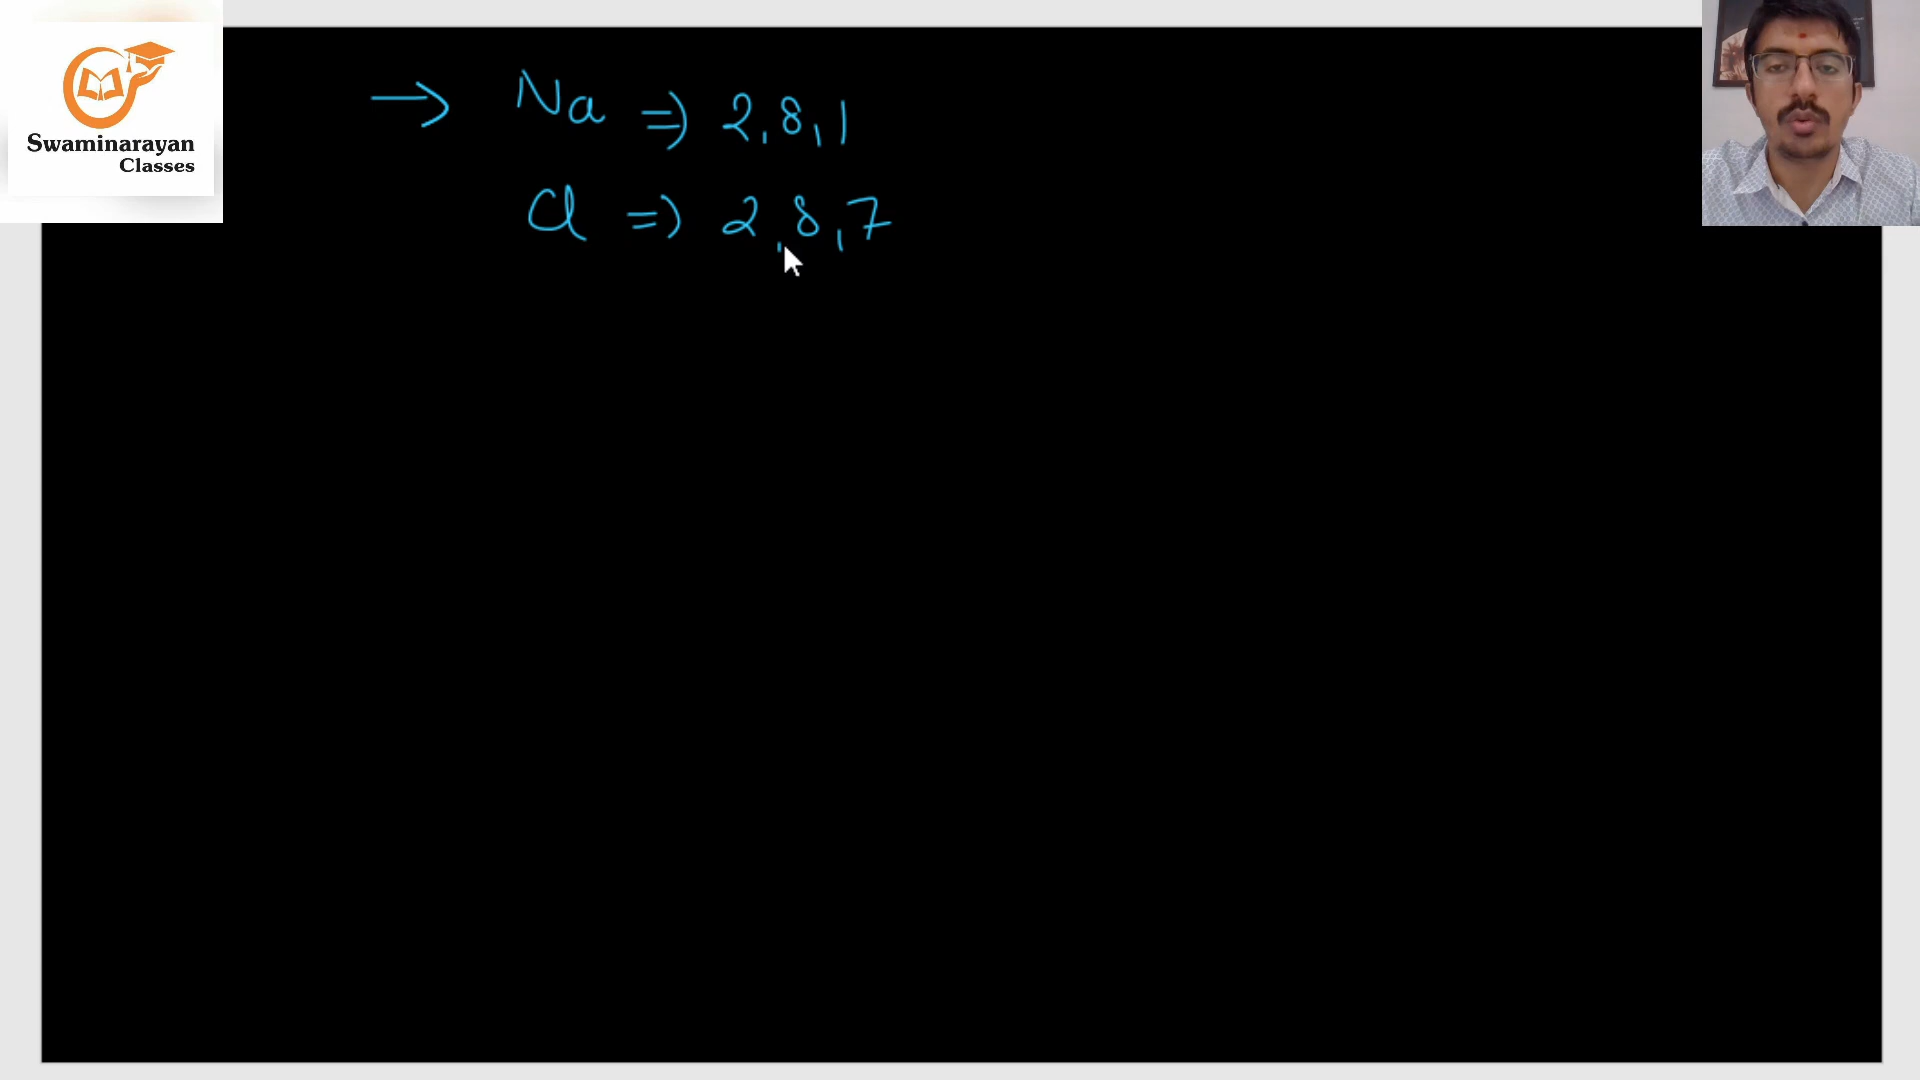 Swaminarayan
Classes
→ Na => 2,8,1
Cl => 2,8,7